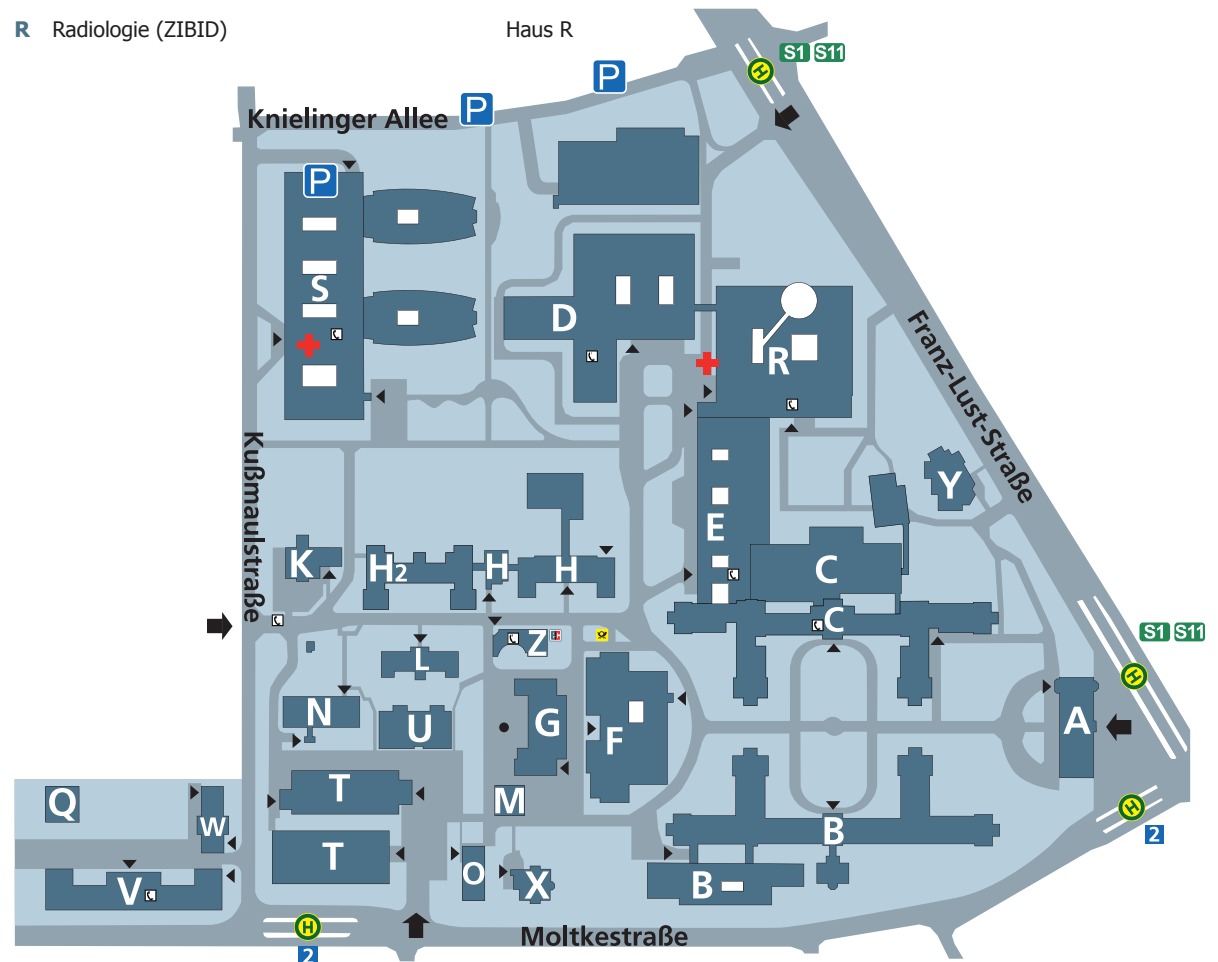 R Radiologie (ZIBID) Haus R
S1 S11
H
P
P
Knielinger Allee
P
S
D
R
Franz-Lust-Straße
Kußmaulstraße
Y
E
K
H2
H
H
C
C
Z
L
S1 S11
H
N
U
G
F
A
T
M
Q
W
B
H
2
T
V
O
X
B
H
2
Moltkestraße